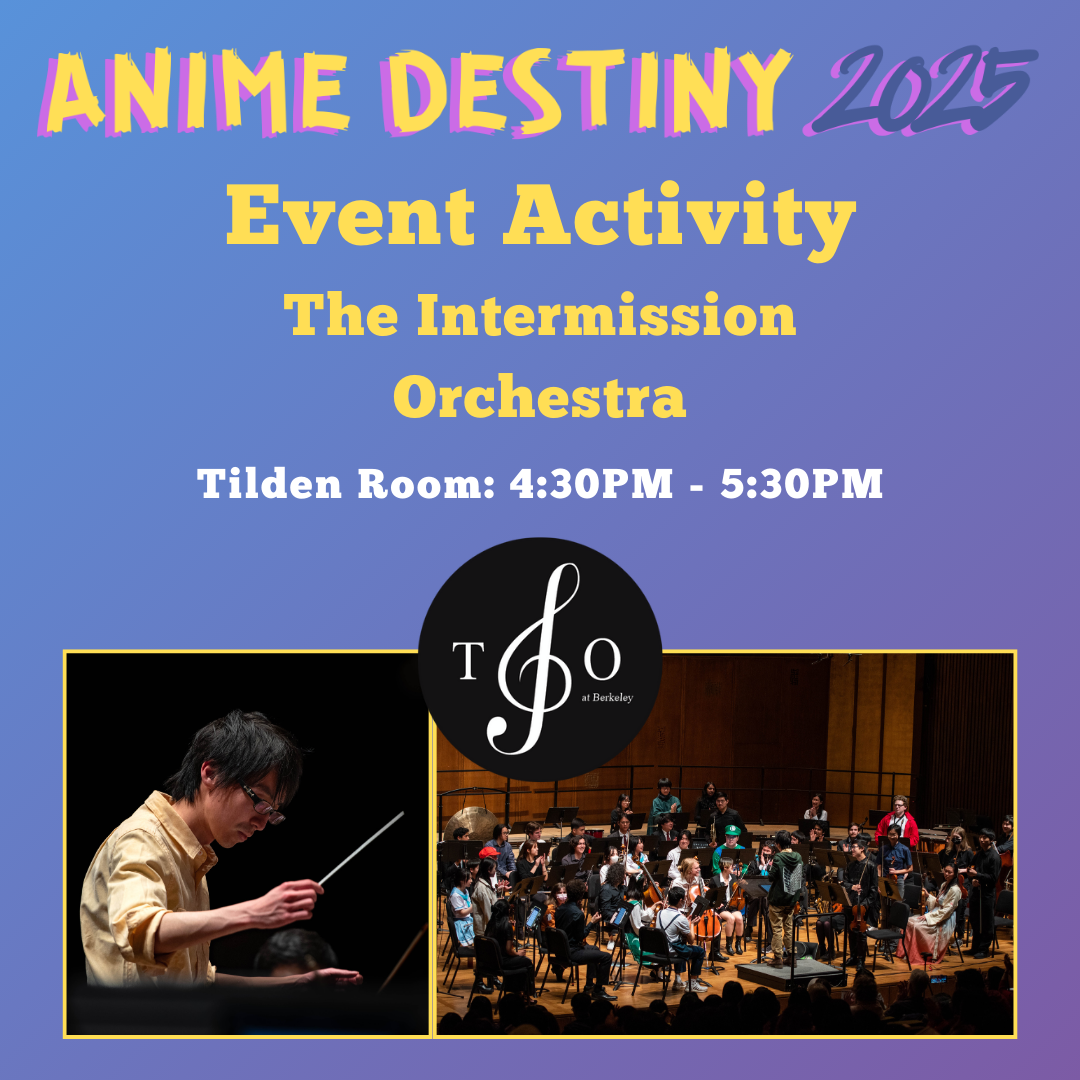 ANIME DESTINY 2025
Event Activity
The Intermission
Orchestra
Tilden Room: 4:30PM - 5:30PM
T O
at Berkeley